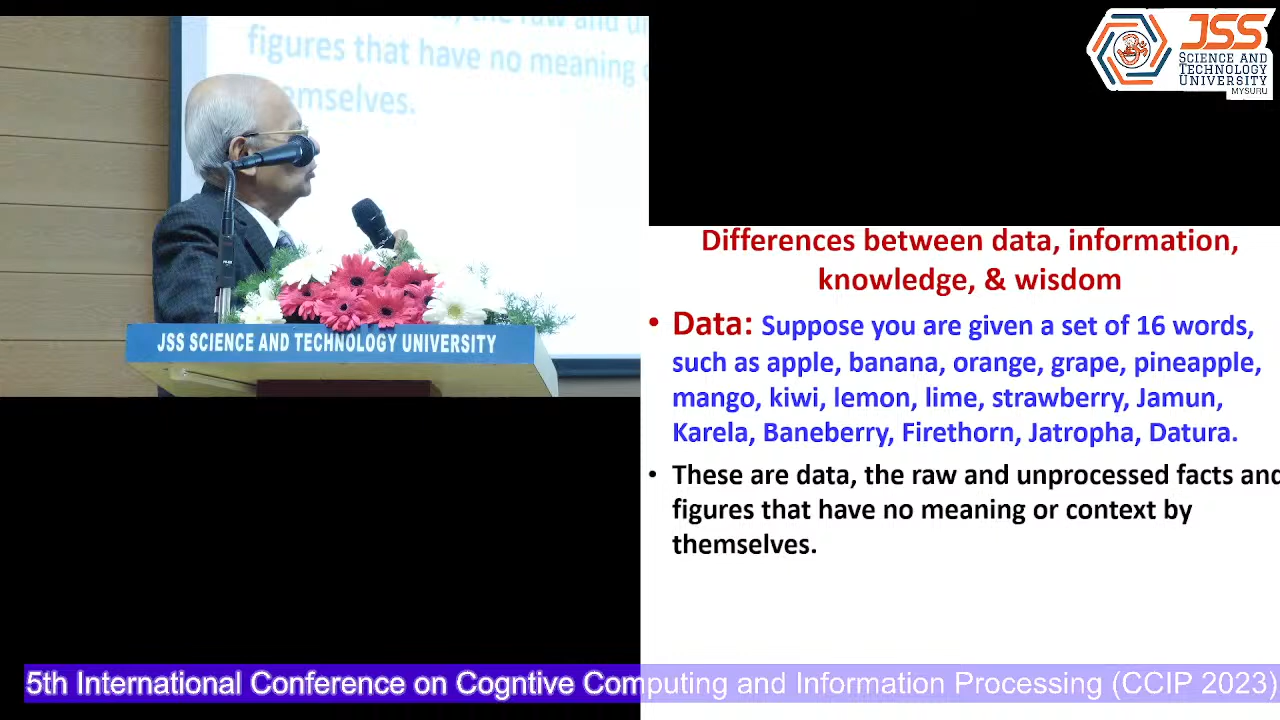 , the raw and un
figures that have no meaning
emselves.
JSS SCIENCE AND TECHNOLOGY UNIVERSITY
JSS
SCIENCE AND
TECHNOLOGY
UNIVERSITY
MYSURU
Differences between data, information,
knowledge, & wisdom
• Data: Suppose you are given a set of 16 words,
such as apple, banana, orange, grape, pineapple,
mango, kiwi, lemon, lime, strawberry, Jamun,
Karela, Baneberry, Firethorn, Jatropha, Datura.
• These are data, the raw and unprocessed facts and
figures that have no meaning or context by
themselves.
5th International Conference on Cogntive Computing and Information Processing (CCIP 2023)